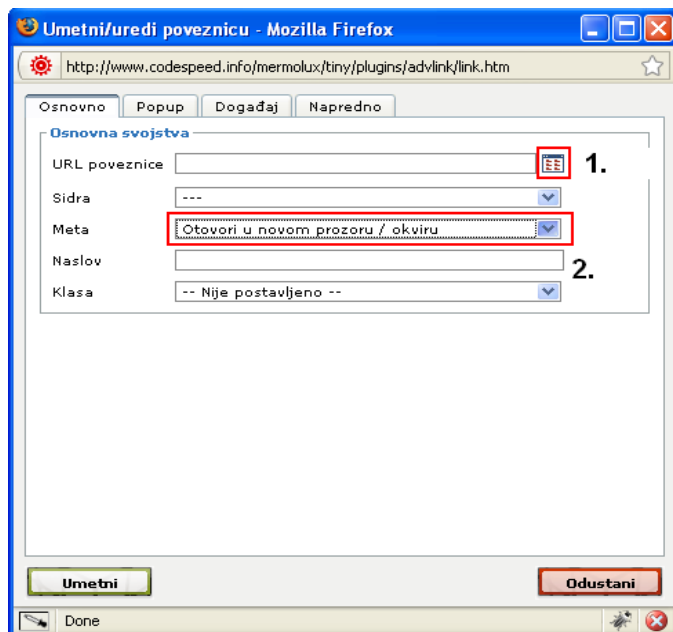 Umetni/uredi poveznicu - Mozilla Firefox
http://www.codespeed.info/mermolux/tiny/plugins/advlink/link.htm
Osnovno Popup Događaj Napredno
Osnovna svojstva
URL poveznice 1.
Sidra ---
Meta Otovori u novom prozoru / okviru
Naslov 2.
Klasa -- Nije postavljeno --
Umetni Odustani
Done